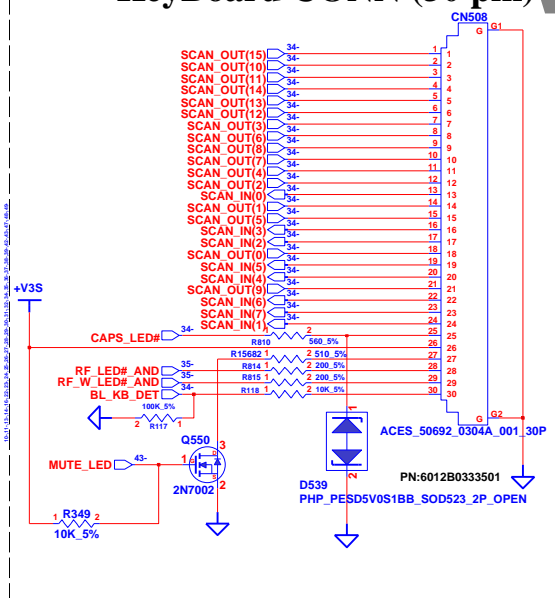 KeyBoard CONN (30 pin)
CN508
G G1
SCAN_OUT(15) 34- 1 1
SCAN_OUT(10) 34- 2 2
SCAN_OUT(11) 34- 3 3
SCAN_OUT(14) 34- 4 4
SCAN_OUT(13) 34- 5 5
SCAN_OUT(12) 34- 6 6
SCAN_OUT(3) 34- 7 7
SCAN_OUT(6) 34- 8 8
SCAN_OUT(8) 34- 9 9
SCAN_OUT(7) 34- 10 10
SCAN_OUT(4) 34- 11 11
SCAN_OUT(2) 34- 12 12
SCAN_IN(0) 34- 13 13
SCAN_OUT(1) 34- 14 14
SCAN_OUT(5) 34- 15 15
SCAN_IN(3) 34- 16 16
SCAN_IN(2) 34- 17 17
SCAN_OUT(0) 34- 18 18
SCAN_IN(5) 34- 19 19
SCAN_IN(4) 34- 20 20
SCAN_OUT(9) 34- 21 21
SCAN_IN(6) 34- 22 22
SCAN_IN(7) 34- 23 23
SCAN_IN(1) 34- 24 24
+V3S
CAPS_LED# 34- 1 2 25 25
R810 560_5% 26 26
R15682 1 2 510_5% 27 27
RF_LED#_AND 35- R814 1 2 200_5% 28 28
RF_W_LED#_AND 35- R815 1 2 200_5% 29 29
BL_KB_DET 34- R118 1 2 10K_5% 30 30
100K_5%
2 R117 1
G G2
ACES_50692_0304A_001_30P
Q550
3
MUTE_LED 43- 1
2
2N7002
1
2
PN:6012B0333501
D539
PHP_PESD5V0S1BB_SOD523_2P_OPEN
1 R349 2
10K_5%